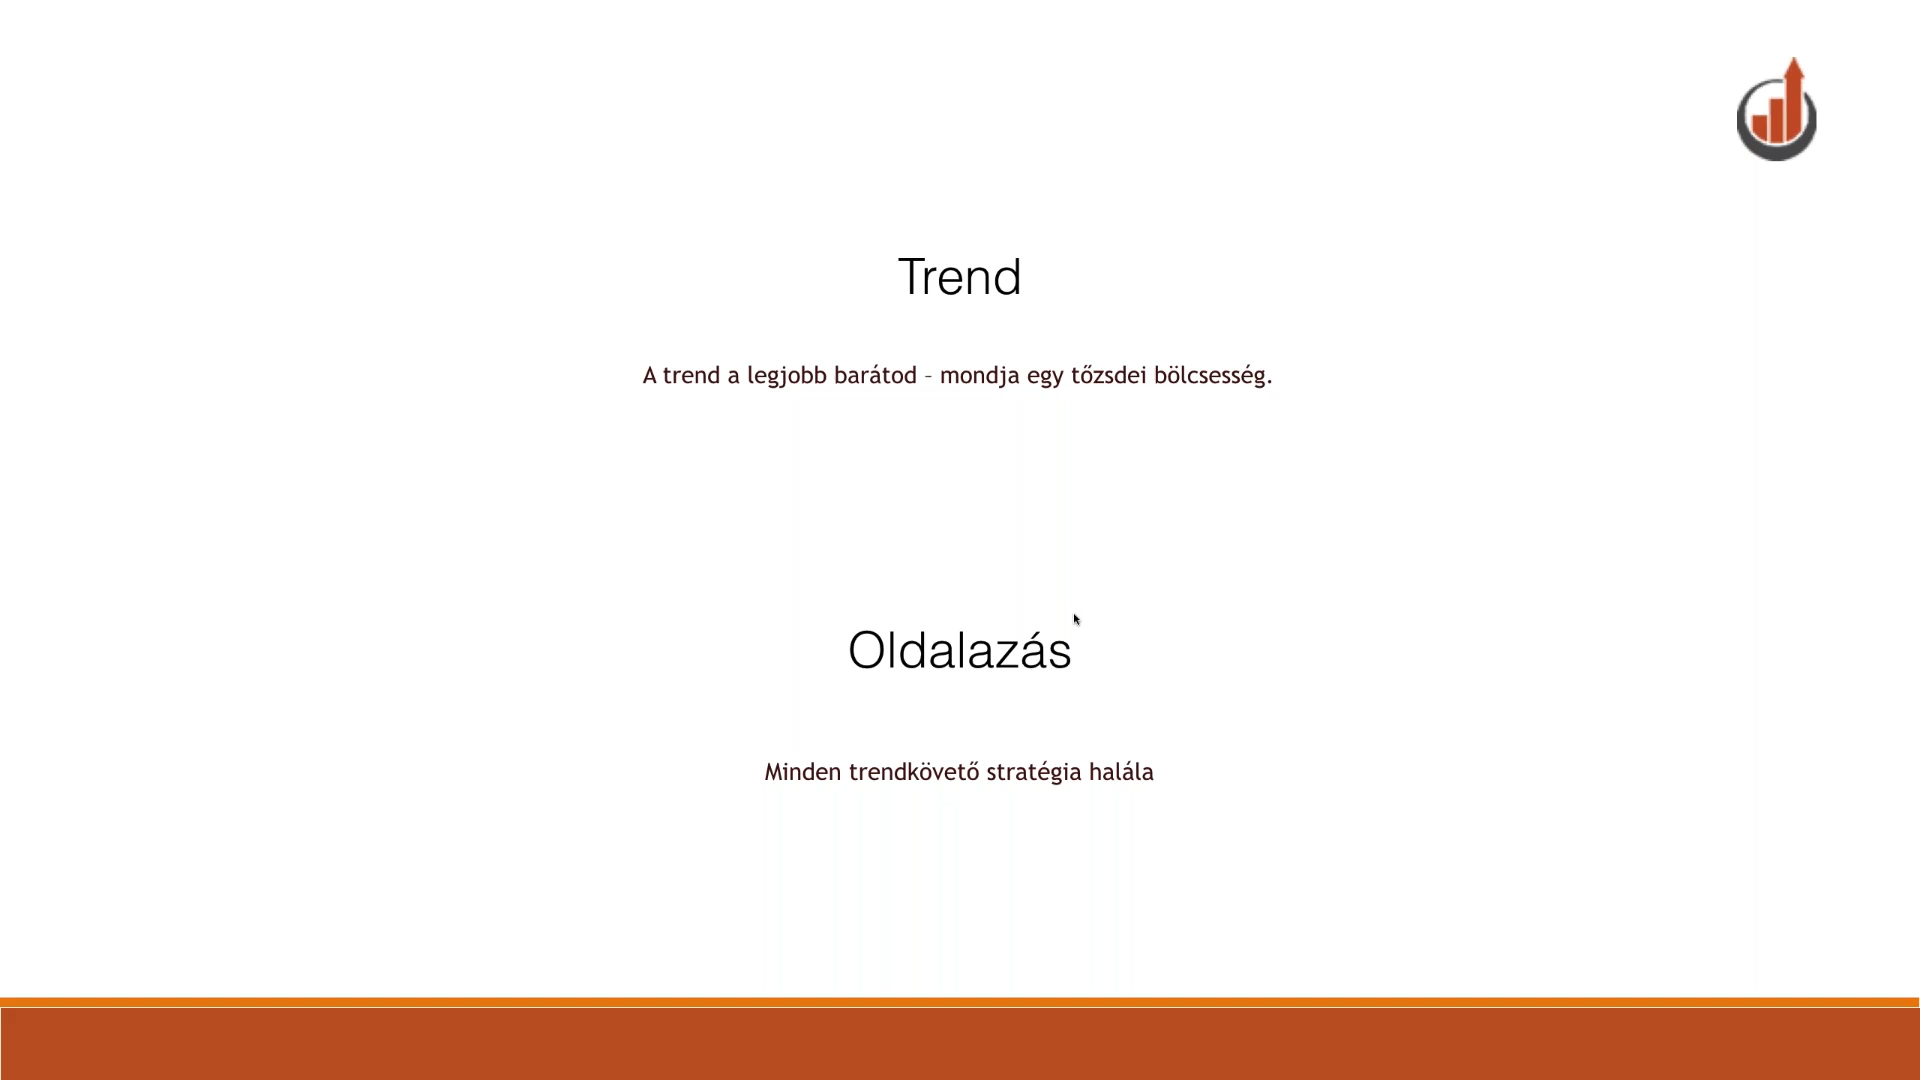 Trend
A trend a legjobb barátod – mondja egy tőzsdei bölcsesség.
Oldalazás
Minden trendkövető stratégia halála